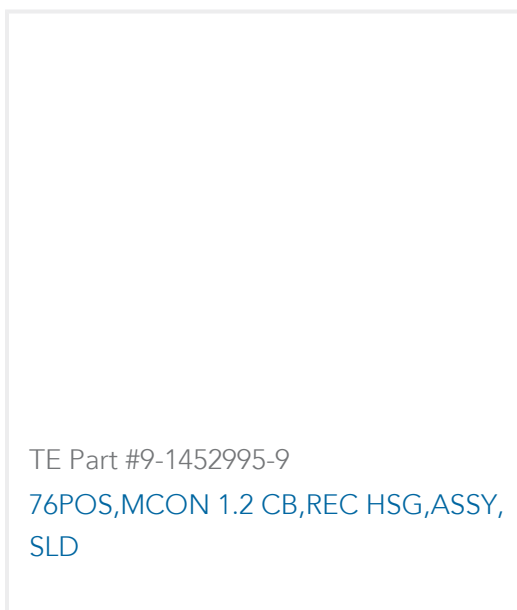 TE Part #9-1452995-9
76POS,MCON 1.2 CB,REC HSG,ASSY,
SLD